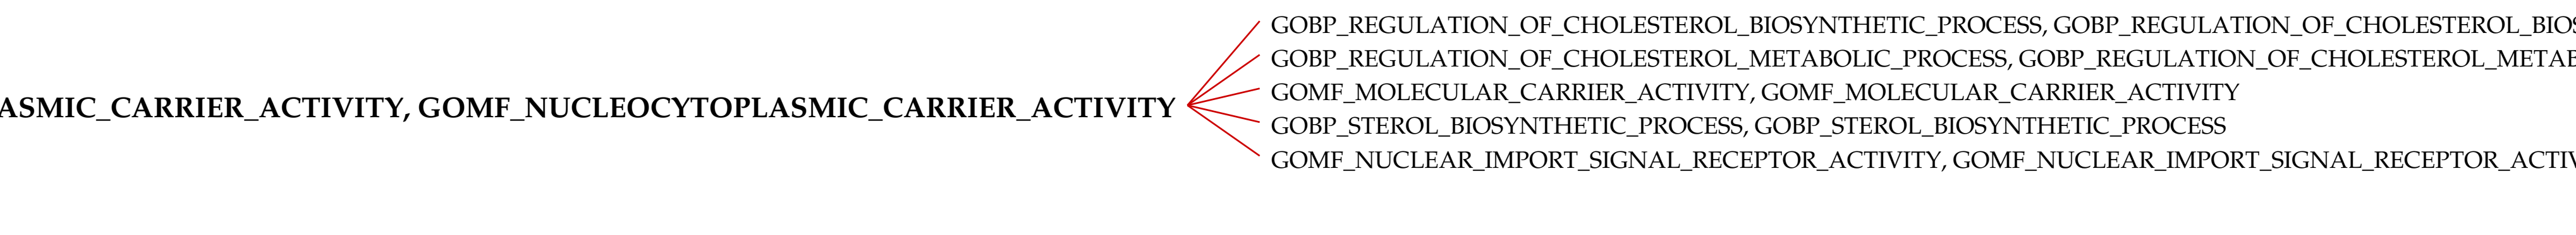 GOBP_REGULATION_OF_CHOLESTEROL_BIOSYNTHETIC_PROCESS, GOBP_REGULATION_OF_CHOLESTEROL_BIOS
GOBP_REGULATION_OF_CHOLESTEROL_METABOLIC_PROCESS, GOBP_REGULATION_OF_CHOLESTEROL_METAB
GOMF_MOLECULAR_CARRIER_ACTIVITY, GOMF_MOLECULAR_CARRIER_ACTIVITY
ASMIC_CARRIER_ACTIVITY, GOMF_NUCLEOCYTOPLASMIC_CARRIER_ACTIVITY
GOBP_STEROL_BIOSYNTHETIC_PROCESS, GOBP_STEROL_BIOSYNTHETIC_PROCESS
GOMF_NUCLEAR_IMPORT_SIGNAL_RECEPTOR_ACTIVITY, GOMF_NUCLEAR_IMPORT_SIGNAL_RECEPTOR_ACTIV